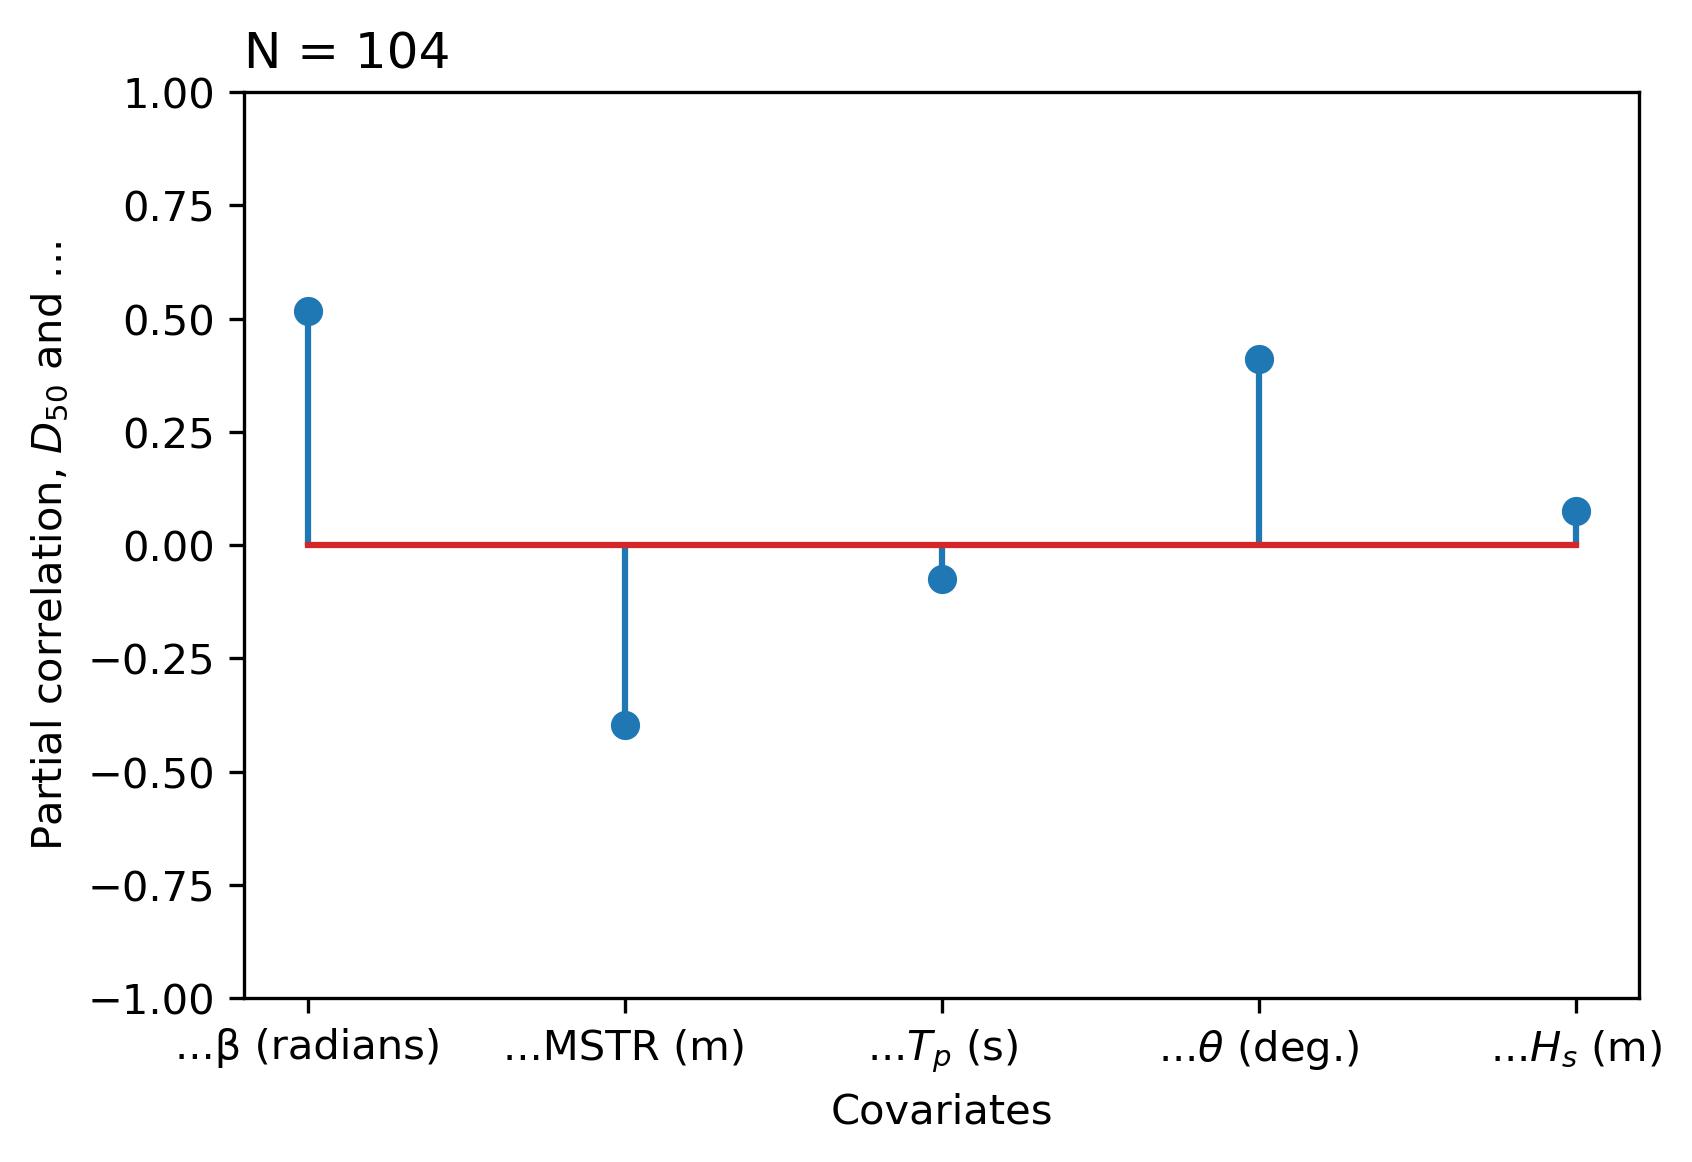 N = 104
1.00
0.75
0.50
0.25
0.00
−0.25
−0.50
−0.75
−1.00
Partial correlation, D50 and ...
...β (radians)
...MSTR (m)
...Tp (s)
...θ (deg.)
...Hs (m)
Covariates